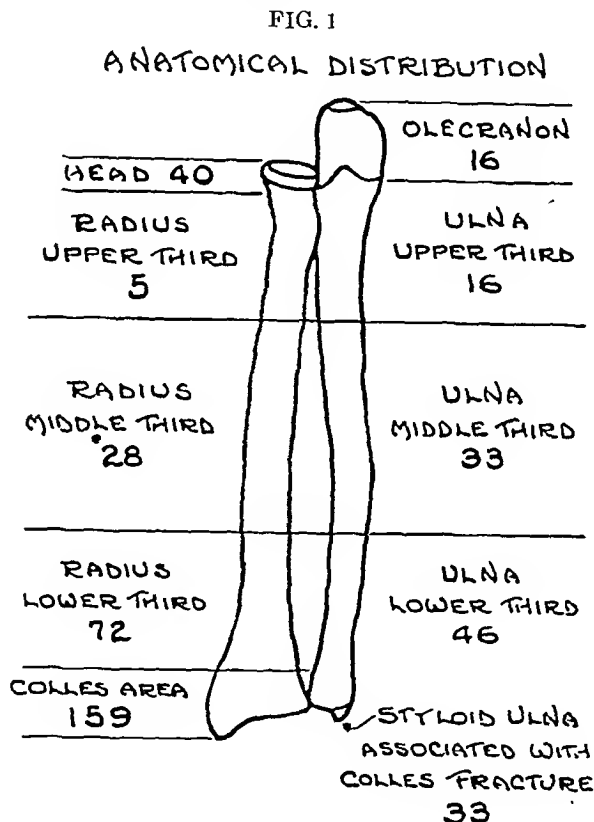 FIG. 1
ANATOMICAL DISTRIBUTION
OLECRANON
16
HEAD 40
RADIUS
UPPER THIRD
5
ULNA
UPPER THIRD
16
RADIUS
MIDDLE THIRD
28
ULNA
MIDDLE THIRD
33
RADIUS
LOWER THIRD
72
ULNA
LOWER THIRD
46
COLLES AREA
159
STYLOID ULNA
ASSOCIATED WITH
COLLES FRACTURE
33